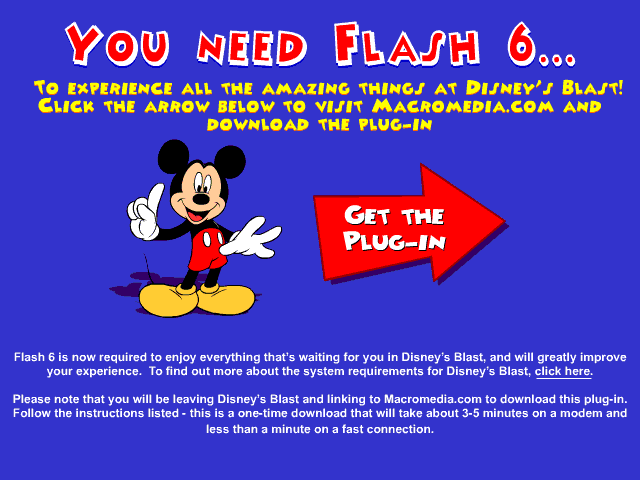 You need Flash 6...
To experience all the amazing things at Disney's Blast!
Click the arrow below to visit Macromedia.com and
download the plug-in
Get the
Plug-in
Flash 6 is now required to enjoy everything that's waiting for you in Disney's Blast, and will greatly improve
your experience. To find out more about the system requirements for Disney's Blast, click here.
Please note that you will be leaving Disney's Blast and linking to Macromedia.com to download this plug-in.
Follow the instructions listed - this is a one-time download that will take about 3-5 minutes on a modem and
less than a minute on a fast connection.